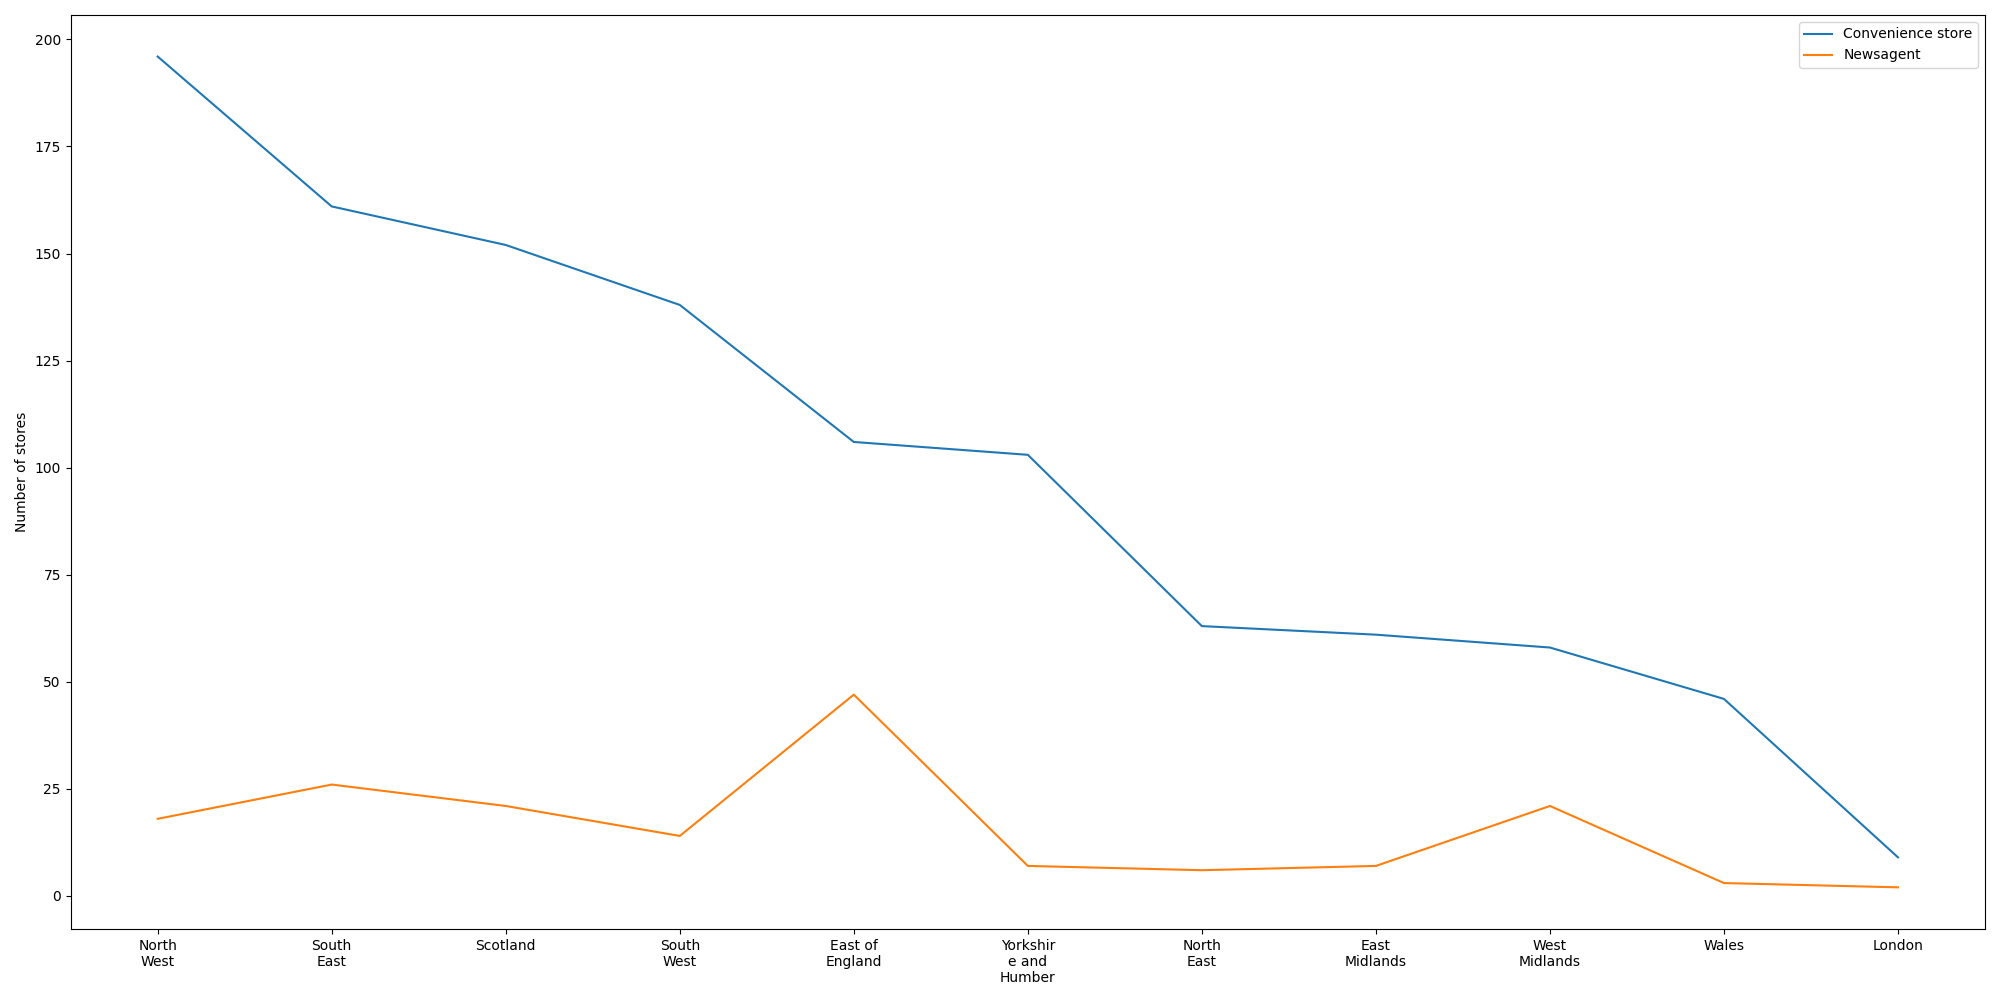 Convenience store
Newsagent
200
175
150
125
100
75
50
25
0
Number of stores
North
West
South
East
Scotland
South
West
East of
England
Yorkshir
e and
Humber
North
East
East
Midlands
West
Midlands
Wales
London